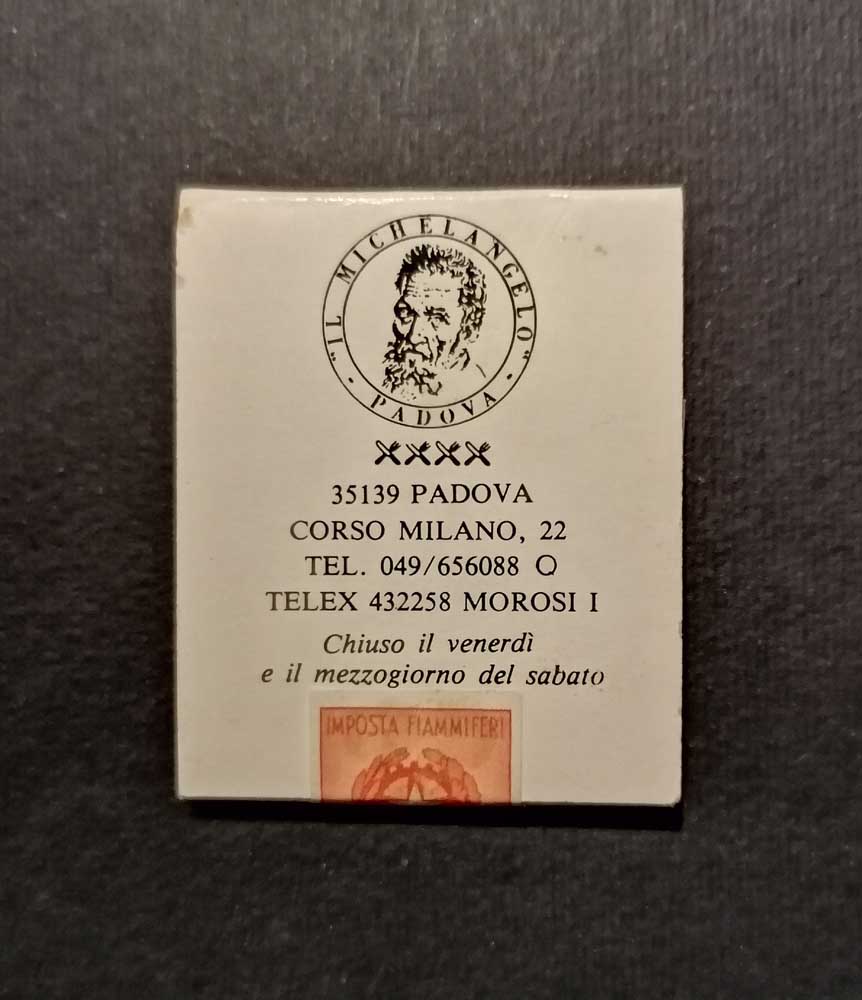 "IL MICHELANGELO"
- PADOVA -
35139 PADOVA
CORSO MILANO, 22
TEL. 049/656088 Q
TELEX 432258 MOROSI I
Chiuso il venerdì
e il mezzogiorno del sabato
IMPOSTA FIAMMIFERI